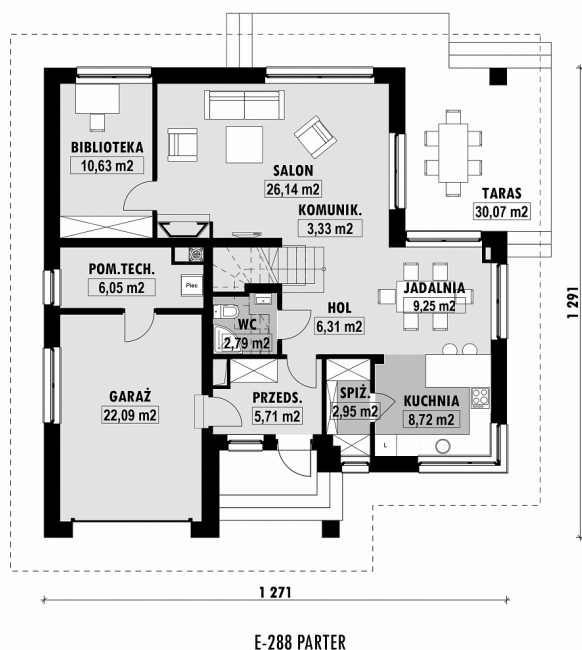 BIBLIOTEKA
10,63 m2
SALON
26,14 m2
KOMUNIK.
3,33 m2
TARAS
30,07 m2
POM.TECH.
6,05 m2
Piec
JADALNIA
9,25 m2
HOL
6,31 m2
WC
2,79 m2
GARAŻ
22,09 m2
PRZEDS.
5,71 m2
SPIŻ.
2,95 m2
KUCHNIA
8,72 m2
L
1 291
1 271
E-288 PARTER